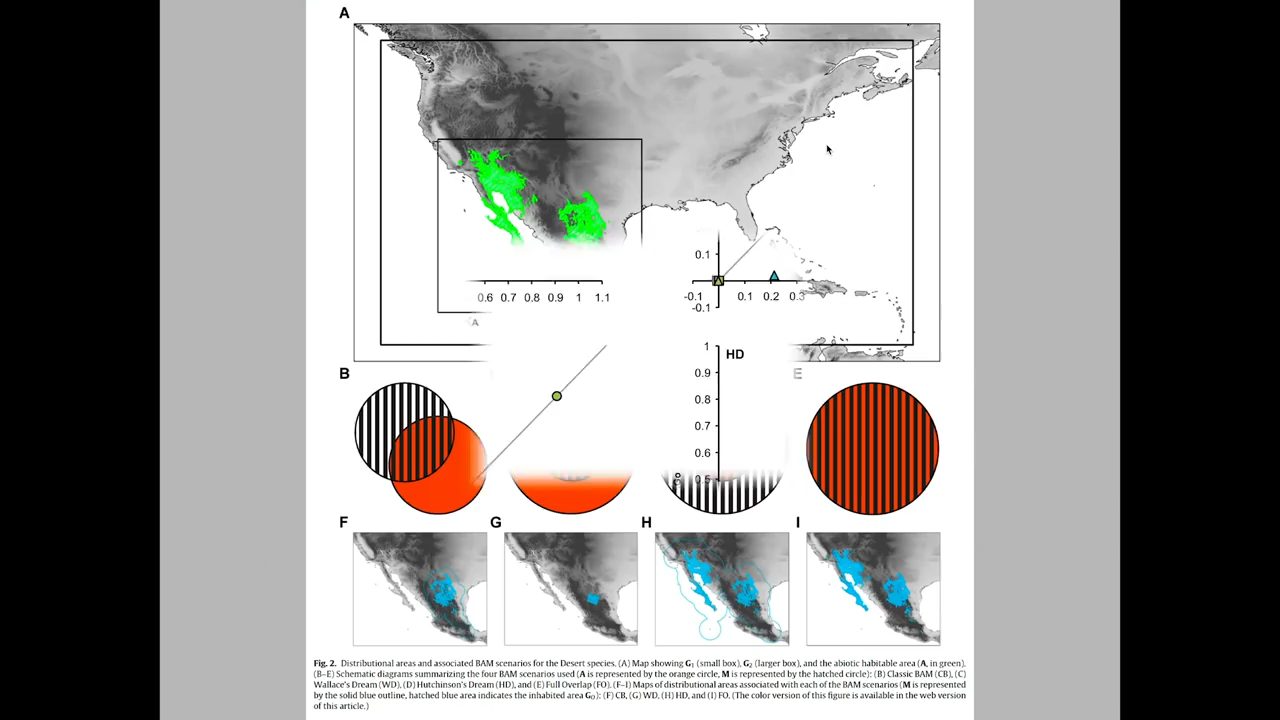 A
0.1
0.6 0.7 0.8 0.9 1 1.1
-0.1 0.1 0.2 0.3
-0.1
A
1 HD
B
E
0.9
0.8
0.7
0.6
0.5
F G H I
Fig. 2. Distributional areas and associated BAM scenarios for the Desert species. (A) Map showing G1 (small box), G2 (larger box), and the abiotic habitable area (A, in green).
(B–E) Schematic diagrams summarizing the four BAM scenarios used (A is represented by the orange circle, M is represented by the hatched circle): (B) Classic BAM (CB), (C)
Wallace's Dream (WD), (D) Hutchinson's Dream (HD), and (E) Full Overlap (FO). (F–I) Maps of distributional areas associated with each of the BAM scenarios (M is represented
by the solid blue outline, hatched blue area indicates the inhabited area G0): (F) CB, (G) WD, (H) HD, and (I) FO. (The color version of this figure is available in the web version
of this article.)